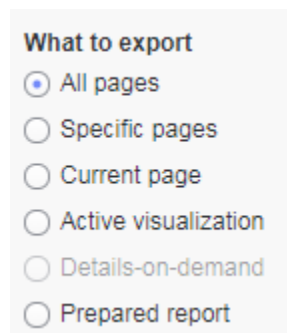 What to export
All pages
Specific pages
Current page
Active visualization
Details-on-demand
Prepared report